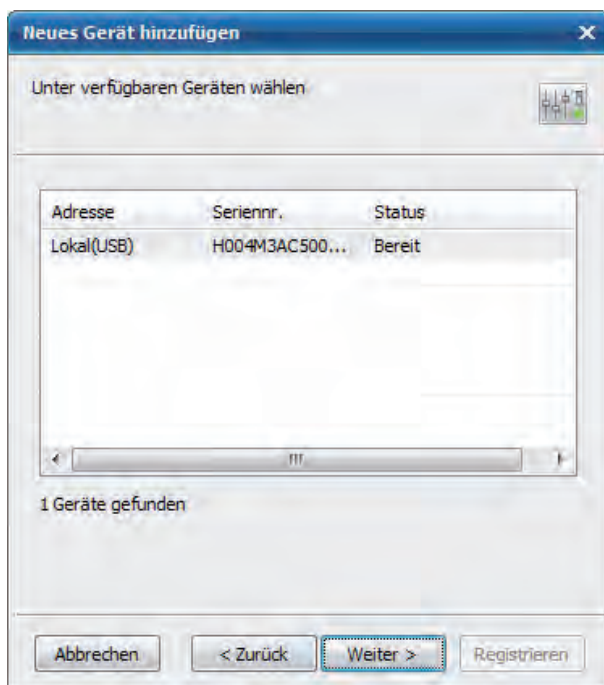 Neues Gerät hinzufügen
Unter verfügbaren Geräten wählen
Adresse Seriennr. Status
Lokal(USB) H004M3AC500... Bereit
1 Geräte gefunden
Abbrechen < Zurück Weiter > Registrieren